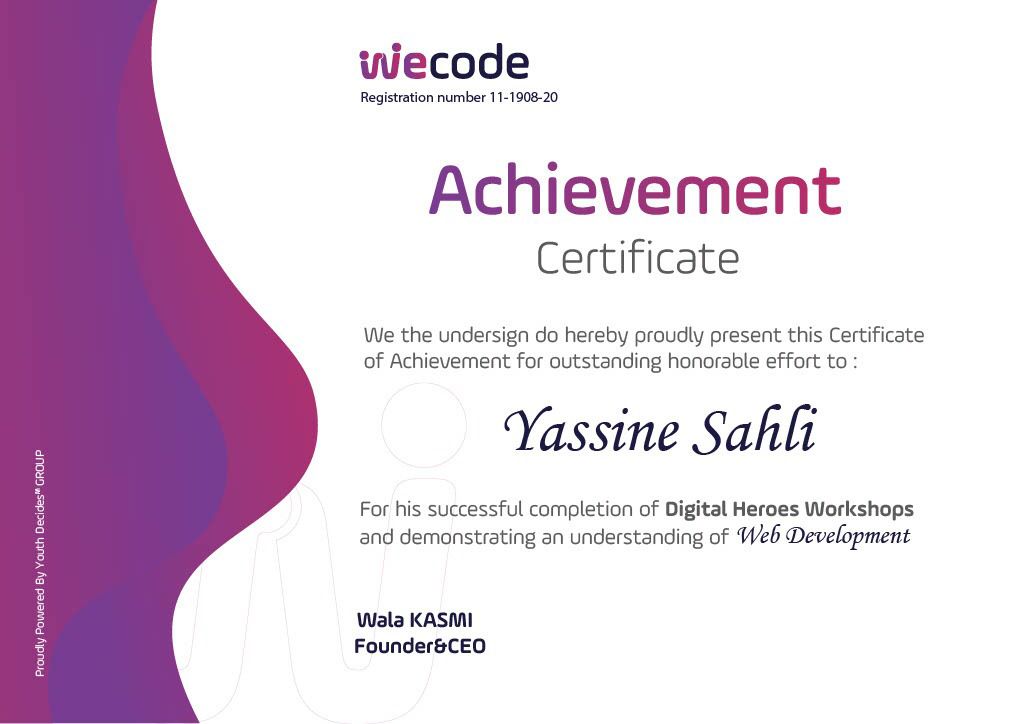 wecode
Registration number 11-1908-20
Achievement
Certificate
We the undersign do hereby proudly present this Certificate
of Achievement for outstanding honorable effort to :
Yassine Sahli
For his successful completion of Digital Heroes Workshops
and demonstrating an understanding of Web Development
Wala KASMI
Founder&CEO
Proudly Powered By Youth Decides™ GROUP